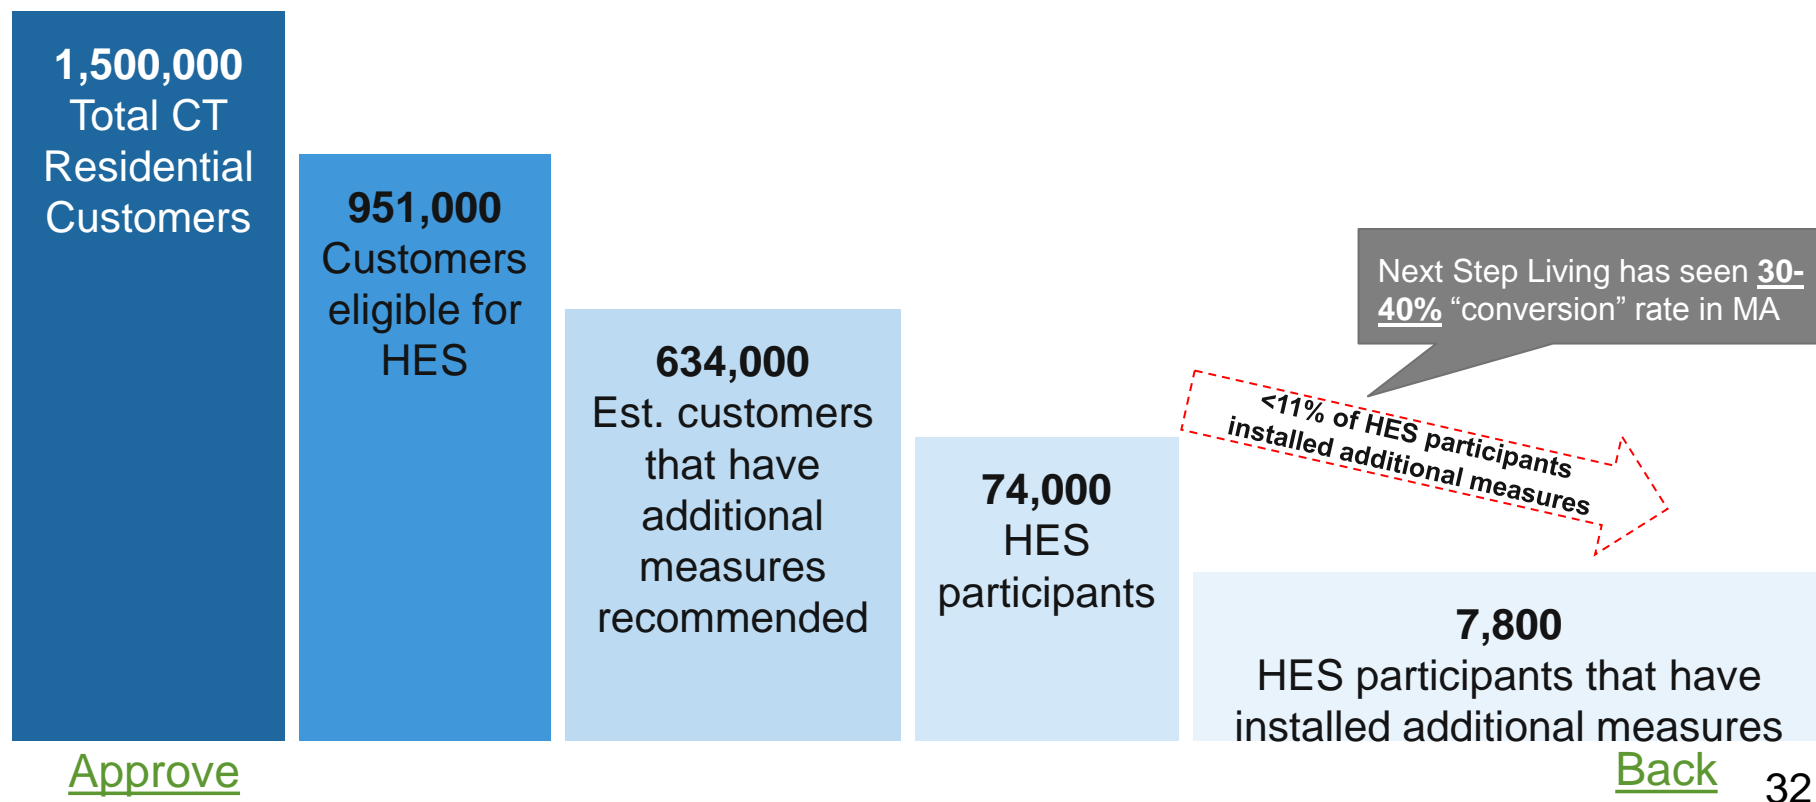 1,500,000
Total CT
Residential
Customers
951,000
Customers
eligible for
HES
634,000
Est. customers
that have
additional
measures
recommended
74,000
HES
participants
Next Step Living has seen 30-
40% “conversion” rate in MA
<11% of HES participants
installed additional measures
7,800
HES participants that have
installed additional measures
Approve
Back
32